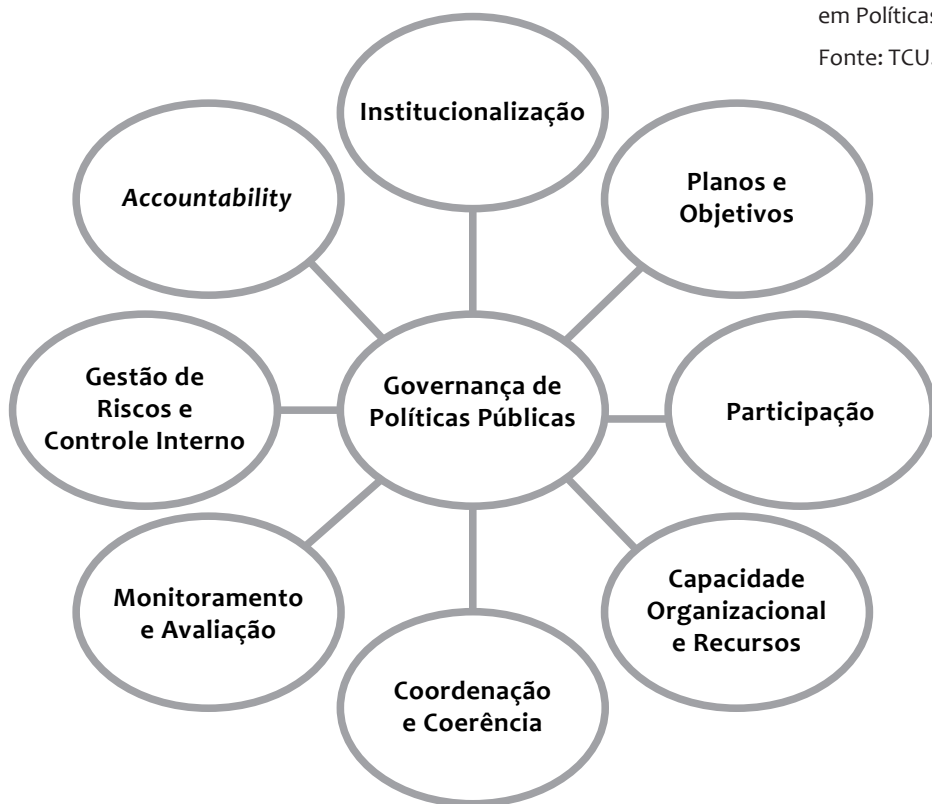 em Políticas
Fonte: TCU.
Institucionalização
Accountability
Planos e
Objetivos
Gestão de
Riscos e
Controle Interno
Governança de
Políticas Públicas
Participação
Monitoramento
e Avaliação
Capacidade
Organizacional
e Recursos
Coordenação
e Coerência